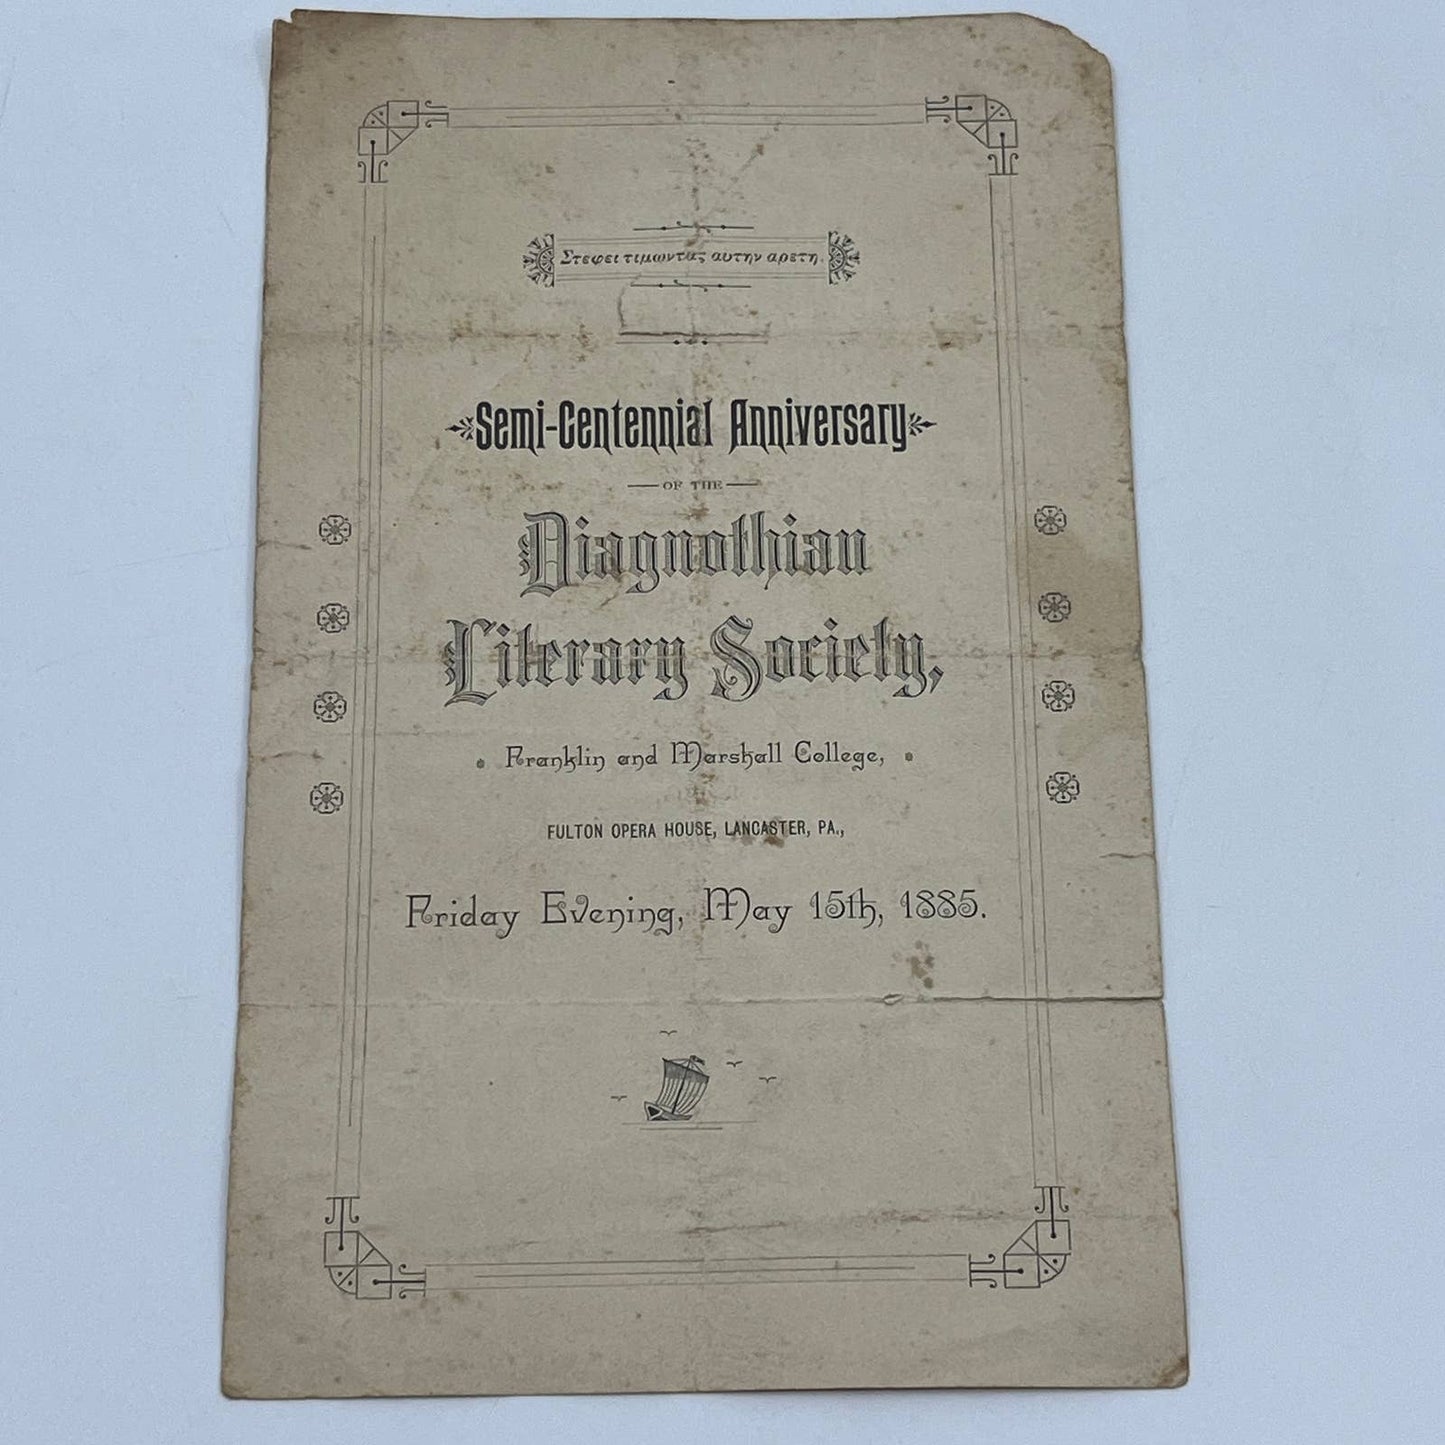 Στεφει τιμωντας αυτην αρετη.
Semi-Centennial Anniversary
OF THE
Diagnothian
Literary Society,
Franklin and Marshall College,
FULTON OPERA HOUSE, LANCASTER, PA.,
Friday Evening, May 15th, 1885.